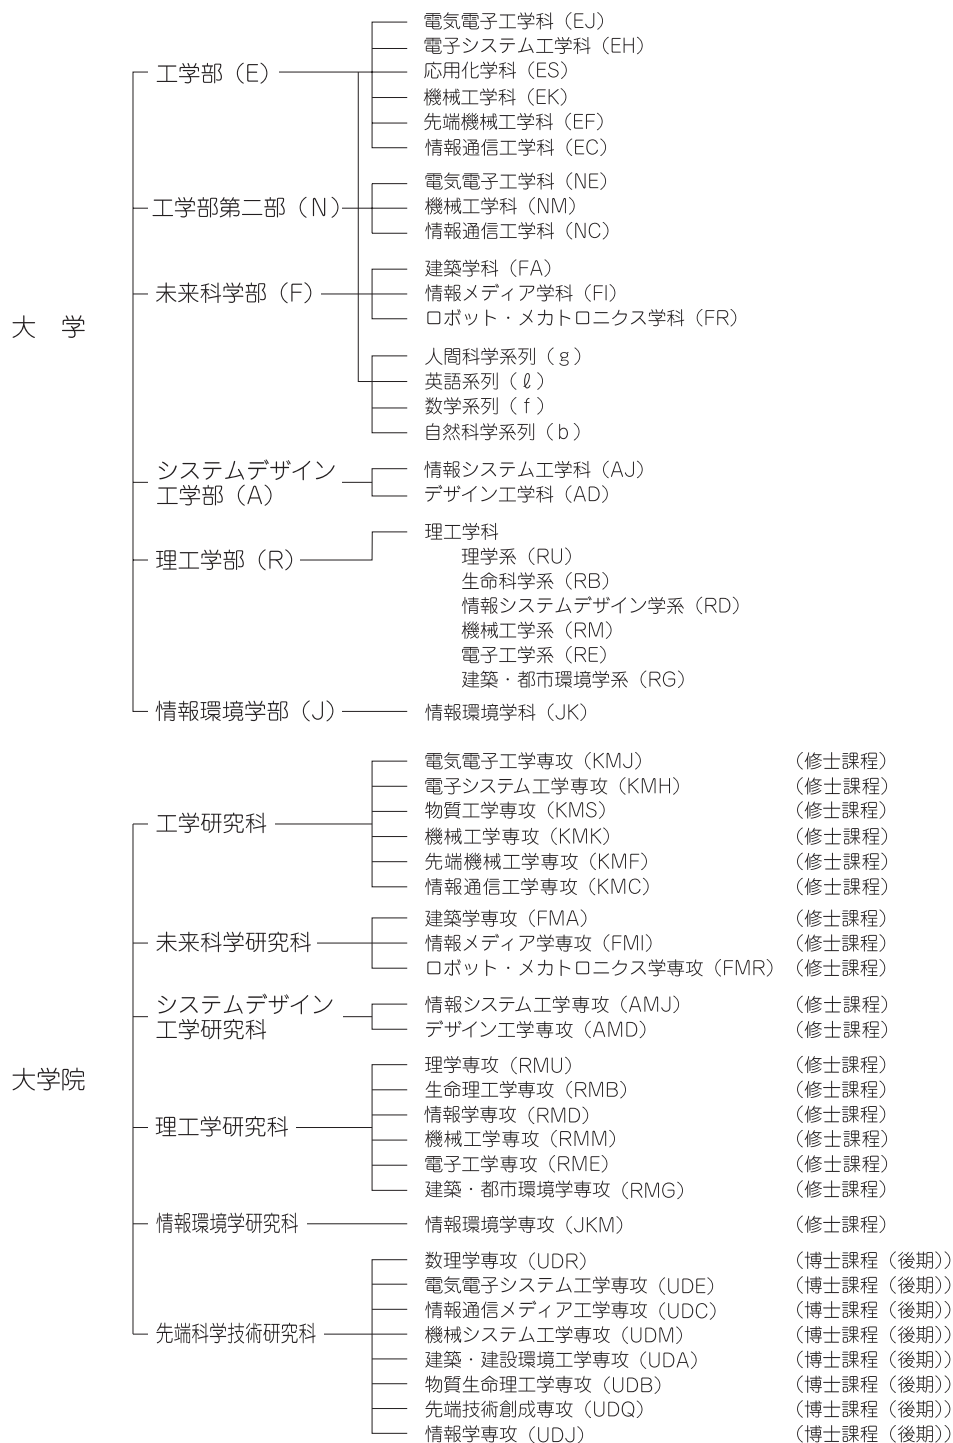 大　学
工学部（E）
電気電子工学科（EJ）
電子システム工学科（EH）
応用化学科（ES）
機械工学科（EK）
先端機械工学科（EF）
情報通信工学科（EC）
工学部第二部（N）
電気電子工学科（NE）
機械工学科（NM）
情報通信工学科（NC）
未来科学部（F）
建築学科（FA）
情報メディア学科（FI）
ロボット・メカトロニクス学科（FR）
人間科学系列（g）
英語系列（ℓ）
数学系列（f）
自然科学系列（b）
システムデザイン
工学部（A）
情報システム工学科（AJ）
デザイン工学科（AD）
理工学部（R）
理工学科
理学系（RU）
生命科学系（RB）
情報システムデザイン学系（RD）
機械工学系（RM）
電子工学系（RE）
建築・都市環境学系（RG）
情報環境学部（J）
情報環境学科（JK）
大学院
工学研究科
電気電子工学専攻（KMJ）（修士課程）
電子システム工学専攻（KMH）（修士課程）
物質工学専攻（KMS）（修士課程）
機械工学専攻（KMK）（修士課程）
先端機械工学専攻（KMF）（修士課程）
情報通信工学専攻（KMC）（修士課程）
未来科学研究科
建築学専攻（FMA）（修士課程）
情報メディア学専攻（FMI）（修士課程）
ロボット・メカトロニクス学専攻（FMR）（修士課程）
システムデザイン
工学研究科
情報システム工学専攻（AMJ）（修士課程）
デザイン工学専攻（AMD）（修士課程）
理工学研究科
理学専攻（RMU）（修士課程）
生命理工学専攻（RMB）（修士課程）
情報学専攻（RMD）（修士課程）
機械工学専攻（RMM）（修士課程）
電子工学専攻（RME）（修士課程）
建築・都市環境学専攻（RMG）（修士課程）
情報環境学研究科
情報環境学専攻（JKM）（修士課程）
先端科学技術研究科
数理学専攻（UDR）（博士課程（後期））
電気電子システム工学専攻（UDE）（博士課程（後期））
情報通信メディア工学専攻（UDC）（博士課程（後期））
機械システム工学専攻（UDM）（博士課程（後期））
建築・建設環境工学専攻（UDA）（博士課程（後期））
物質生命理工学専攻（UDB）（博士課程（後期））
先端技術創成専攻（UDQ）（博士課程（後期））
情報学専攻（UDJ）（博士課程（後期））